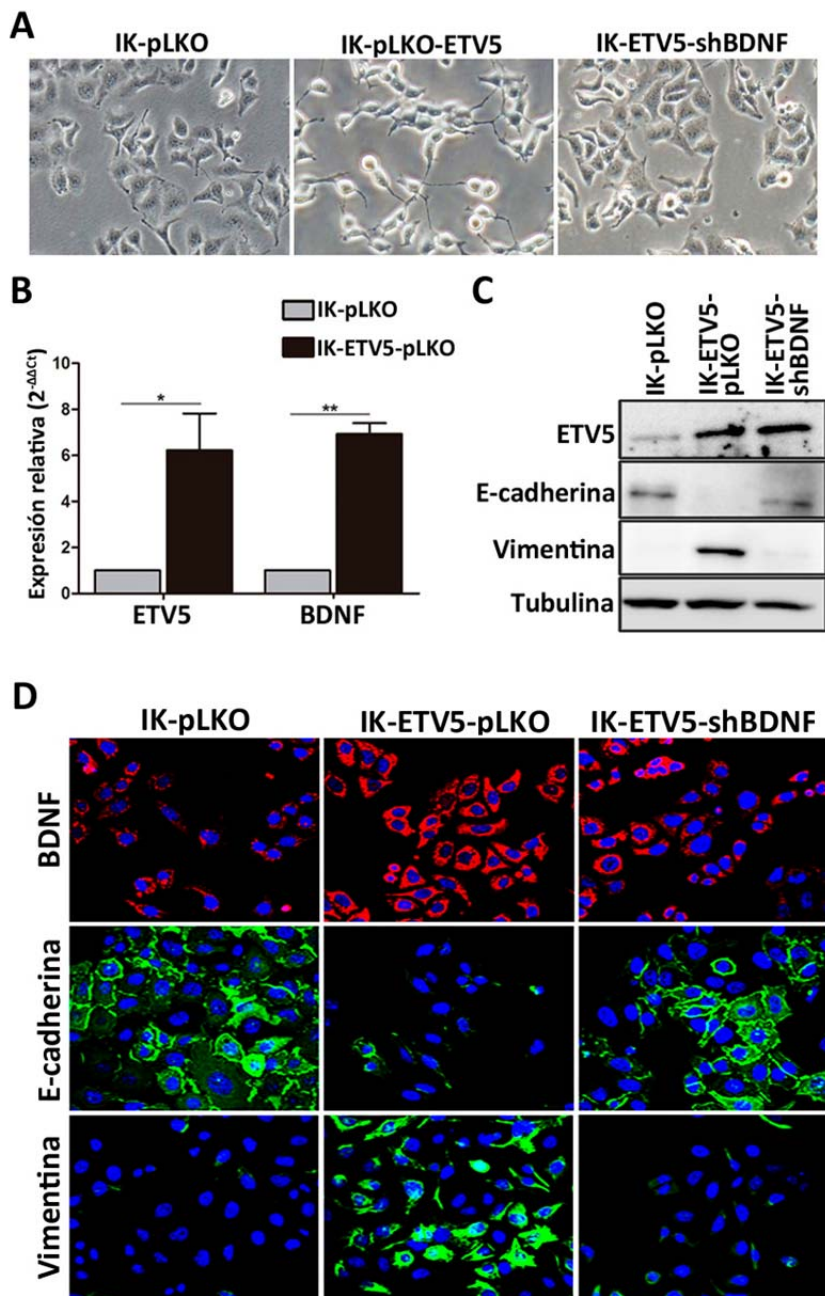 A
IK-pLKO
IK-pLKO-ETV5
IK-ETV5-shBDNF
B
IK-pLKO
IK-ETV5-pLKO
Expresión relativa (2^-ΔΔCt)
10
8
6
4
2
0
*
**
ETV5
BDNF
C
IK-pLKO
IK-ETV5-
pLKO
IK-ETV5-
shBDNF
ETV5
E-cadherina
Vimentina
Tubulina
D
IK-pLKO
IK-ETV5-pLKO
IK-ETV5-shBDNF
BDNF
E-cadherina
Vimentina